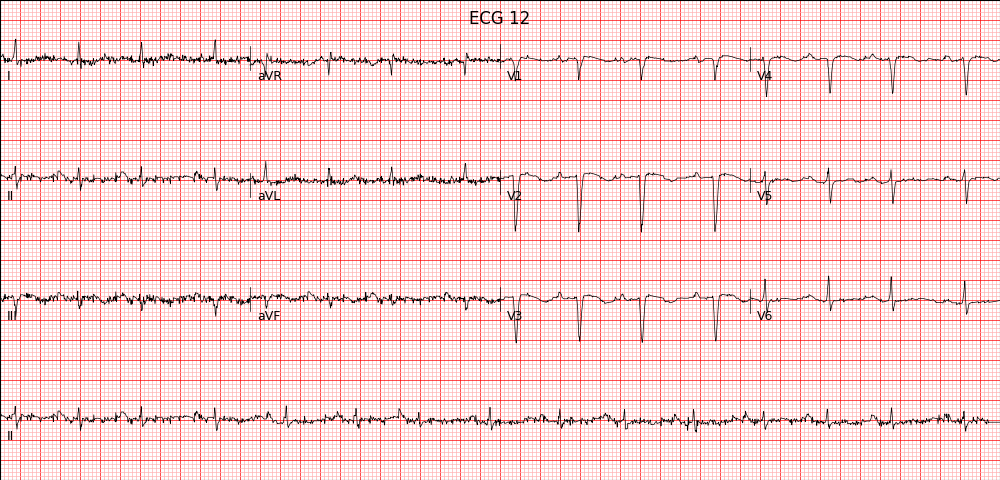 ECG 12
I aVR V1 V4
II aVL V2 V5
III aVF V3 V6
II